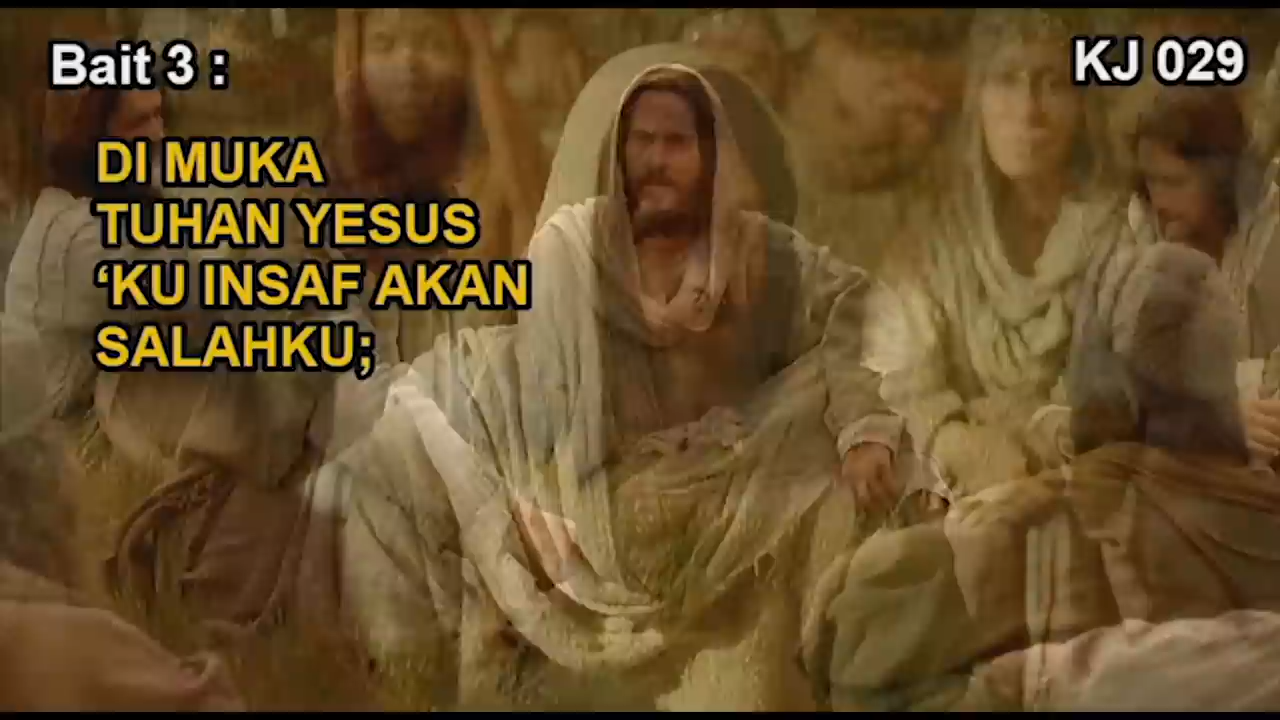 Bait 3 :
KJ 029
DI MUKA
TUHAN YESUS
‘KU INSAF AKAN
SALAHKU;